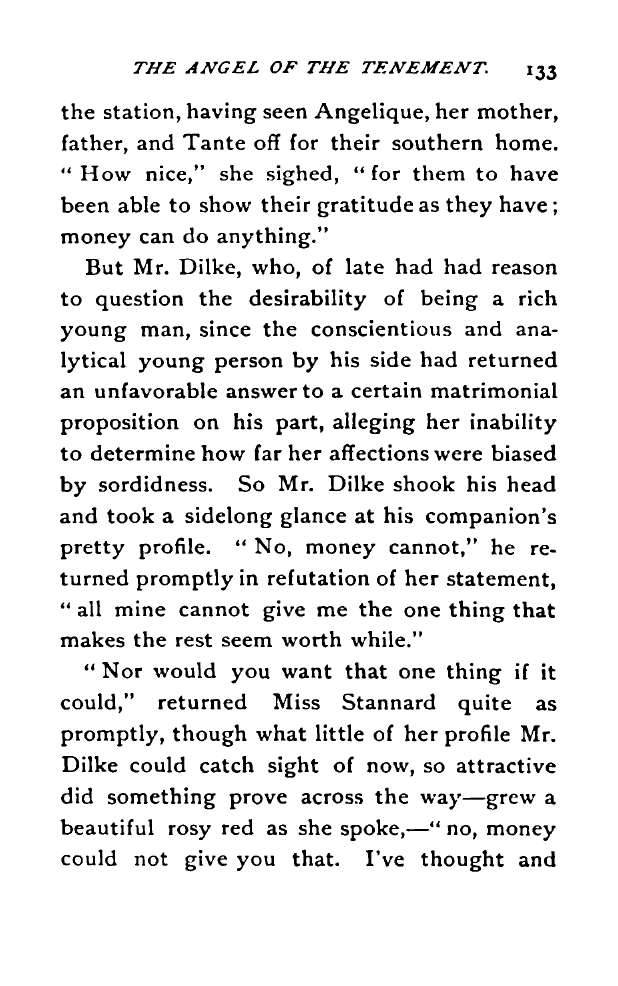 THE ANGEL OF THE TENEMENT. 133
the station, having seen Angelique, her mother,
father, and Tante off for their southern home.
“ How nice,” she sighed, “ for them to have
been able to show their gratitude as they have ;
money can do anything.”
But Mr. Dilke, who, of late had had reason
to question the desirability of being a rich
young man, since the conscientious and ana-
lytical young person by his side had returned
an unfavorable answer to a certain matrimonial
proposition on his part, alleging her inability
to determine how far her affections were biased
by sordidness. So Mr. Dilke shook his head
and took a sidelong glance at his companion’s
pretty profile. “ No, money cannot,” he re-
turned promptly in refutation of her statement,
“ all mine cannot give me the one thing that
makes the rest seem worth while.”
“ Nor would you want that one thing if it
could,” returned Miss Stannard quite as
promptly, though what little of her profile Mr.
Dilke could catch sight of now, so attractive
did something prove across the way—grew a
beautiful rosy red as she spoke,—“ no, money
could not give you that. I’ve thought and